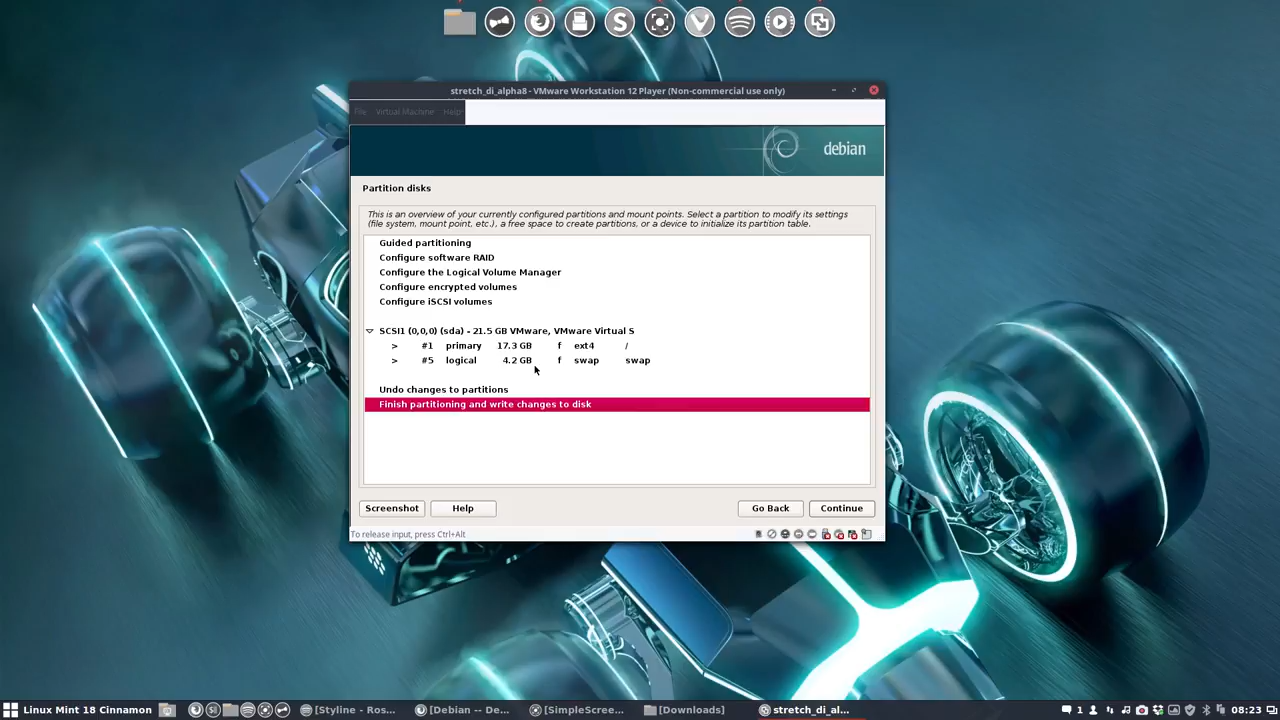 stretch_di_alpha8 - VMware Workstation 12 Player (Non-commercial use only)
File Virtual Machine Help
debian
Partition disks
This is an overview of your currently configured partitions and mount points. Select a partition to modify its settings
(file system, mount point, etc.), a free space to create partitions, or a device to initialize its partition table.
Guided partitioning
Configure software RAID
Configure the Logical Volume Manager
Configure encrypted volumes
Configure iSCSI volumes
SCSI1 (0,0,0) (sda) - 21.5 GB VMware, VMware Virtual S
> #1 primary 17.3 GB f ext4 /
> #5 logical 4.2 GB f swap swap
Undo changes to partitions
Finish partitioning and write changes to disk
Screenshot Help Go Back Continue
To release input, press Ctrl+Alt
Linux Mint 18 Cinnamon [Styline - Ros... [Debian -- De... [SimpleScree... [Downloads] stretch_di_al... 1 08:23